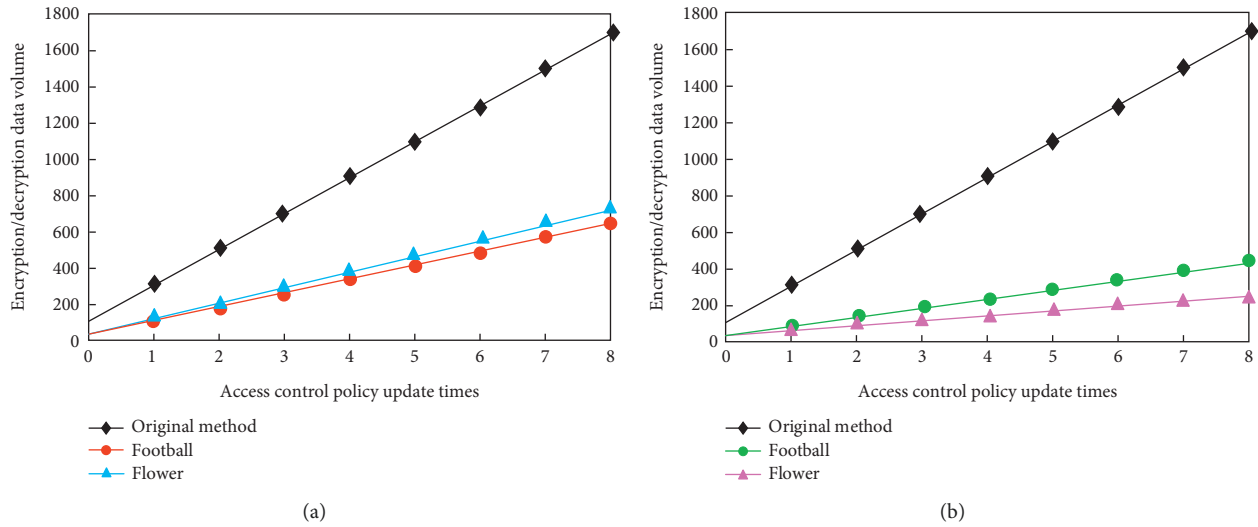 Encryption/decryption data volume
1800
1600
1400
1200
1000
800
600
400
200
0
0 1 2 3 4 5 6 7 8
Access control policy update times
Original method
Football
Flower
(a)
Encryption/decryption data volume
1800
1600
1400
1200
1000
800
600
400
200
0
0 1 2 3 4 5 6 7 8
Access control policy update times
Original method
Football
Flower
(b)